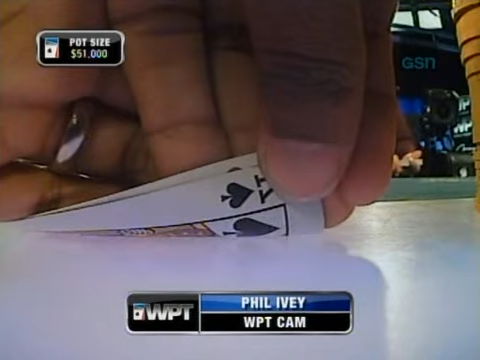 POT SIZE
$51,000
GSN
WPT
PHIL IVEY
WPT CAM